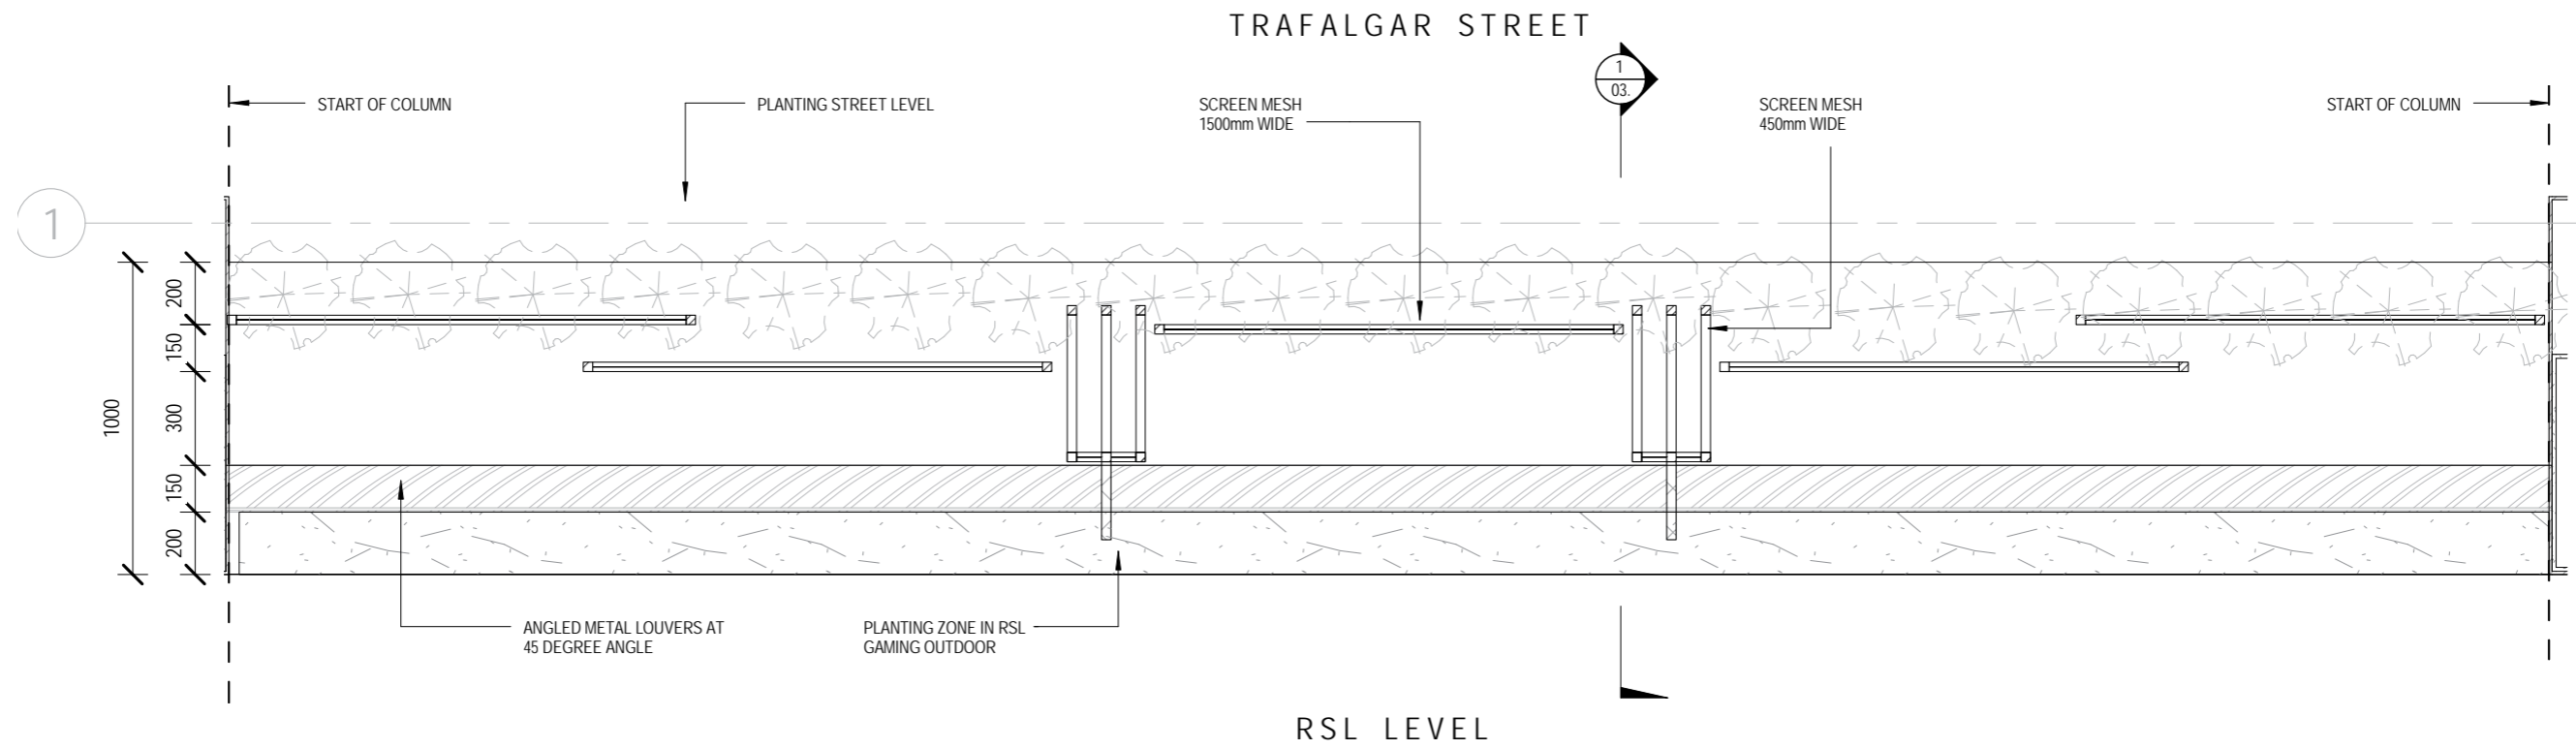 TRAFALGAR STREET
1
03.
START OF COLUMN
PLANTING STREET LEVEL
SCREEN MESH
1500mm WIDE
SCREEN MESH
450mm WIDE
START OF COLUMN
1
1000
200
150
300
150
200
ANGLED METAL LOUVERS AT
45 DEGREE ANGLE
PLANTING ZONE IN RSL
GAMING OUTDOOR
RSL LEVEL